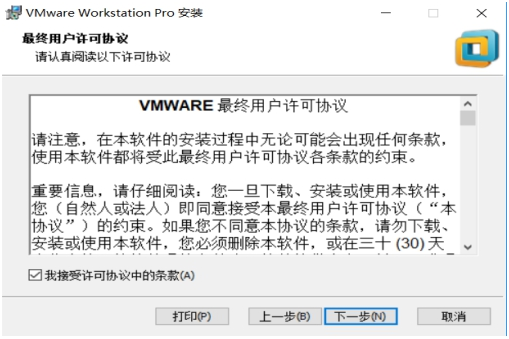 VMware Workstation Pro 安装
最终用户许可协议
请认真阅读以下许可协议
VMWARE 最终用户许可协议
请注意，在本软件的安装过程中无论可能会出现任何条款，
使用本软件都将受此最终用户许可协议各条款的约束。
重要信息，请仔细阅读：您一旦下载、安装或使用本软件，
您（自然人或法人）即同意接受本最终用户许可协议（“本
协议”）的约束。如果您不同意本协议的条款，请勿下载、
安装或使用本软件，您必须删除本软件，或在三十 (30) 天
我接受许可协议中的条款(A)
打印(P)
上一步(B)
下一步(N)
取消